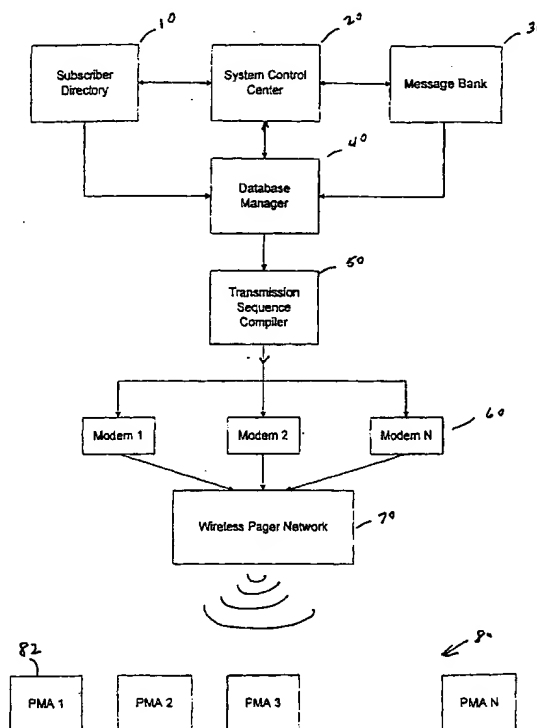 10
20
3
Subscriber
Directory
System Control
Center
Message Bank
40
Database
Manager
50
Transmission
Sequence
Compiler
Modem 1
Modem 2
Modem N
60
Wireless Pager Network
70
82
80
PMA 1
PMA 2
PMA 3
PMA N